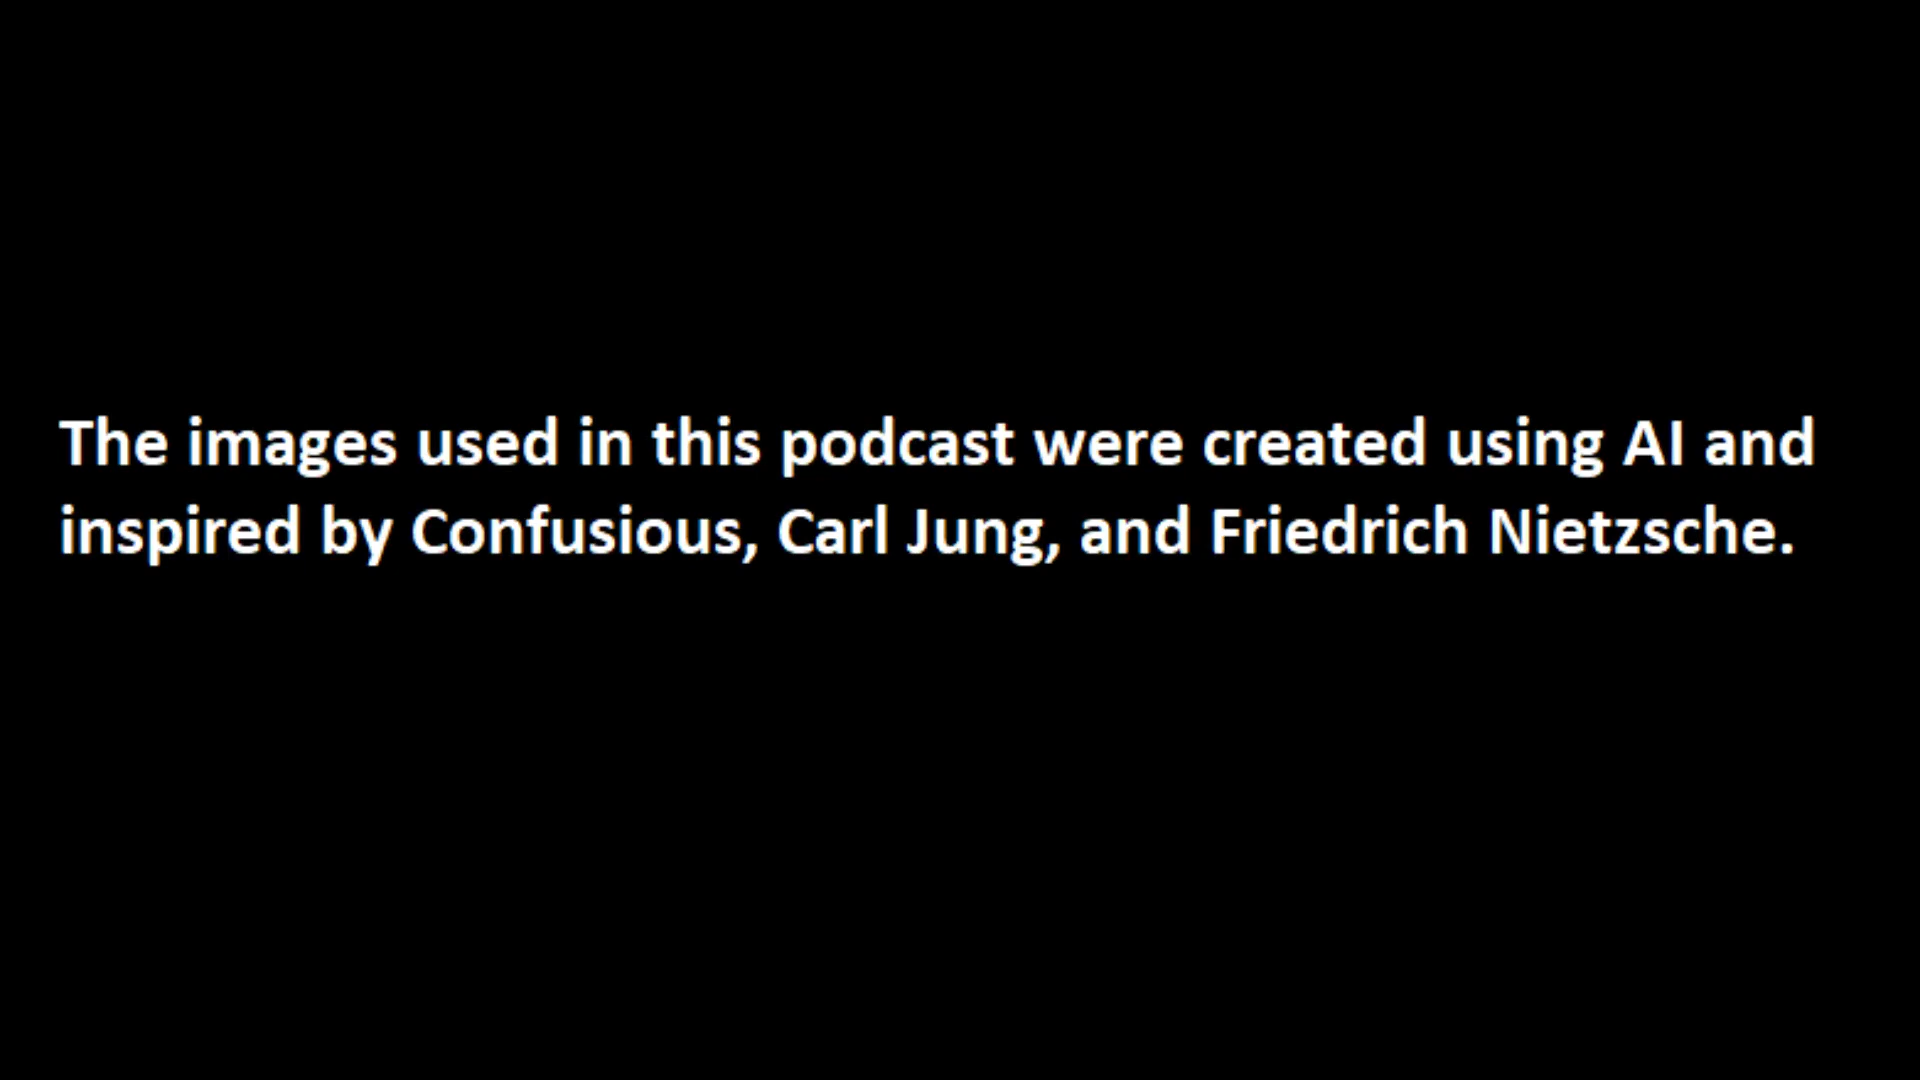 The images used in this podcast were created using AI and
inspired by Confusious, Carl Jung, and Friedrich Nietzsche.